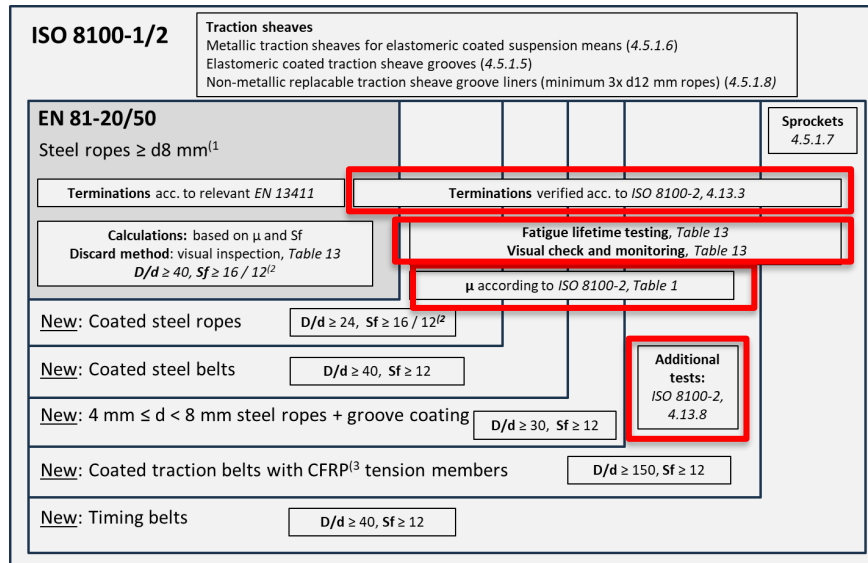 ISO 8100-1/2
Traction sheaves
Metallic traction sheaves for elastomeric coated suspension means (4.5.1.6)
Elastomeric coated traction sheave grooves (4.5.1.5)
Non-metallic replacable traction sheave groove liners (minimum 3x d12 mm ropes) (4.5.1.8)
EN 81-20/50
Steel ropes ≥ d8 mm(1
Sprockets
4.5.1.7
Terminations acc. to relevant EN 13411
Terminations verified acc. to ISO 8100-2, 4.13.3
Calculations: based on μ and Sf
Discard method: visual inspection, Table 13
D/d ≥ 40, Sf ≥ 16 / 12(2
Fatigue lifetime testing, Table 13
Visual check and monitoring, Table 13
μ according to ISO 8100-2, Table 1
New: Coated steel ropes
D/d ≥ 24, Sf ≥ 16 / 12(2
New: Coated steel belts
D/d ≥ 40, Sf ≥ 12
Additional
tests:
ISO 8100-2,
4.13.8
New: 4 mm ≤ d < 8 mm steel ropes + groove coating
D/d ≥ 30, Sf ≥ 12
New: Coated traction belts with CFRP(3 tension members
D/d ≥ 150, Sf ≥ 12
New: Timing belts
D/d ≥ 40, Sf ≥ 12